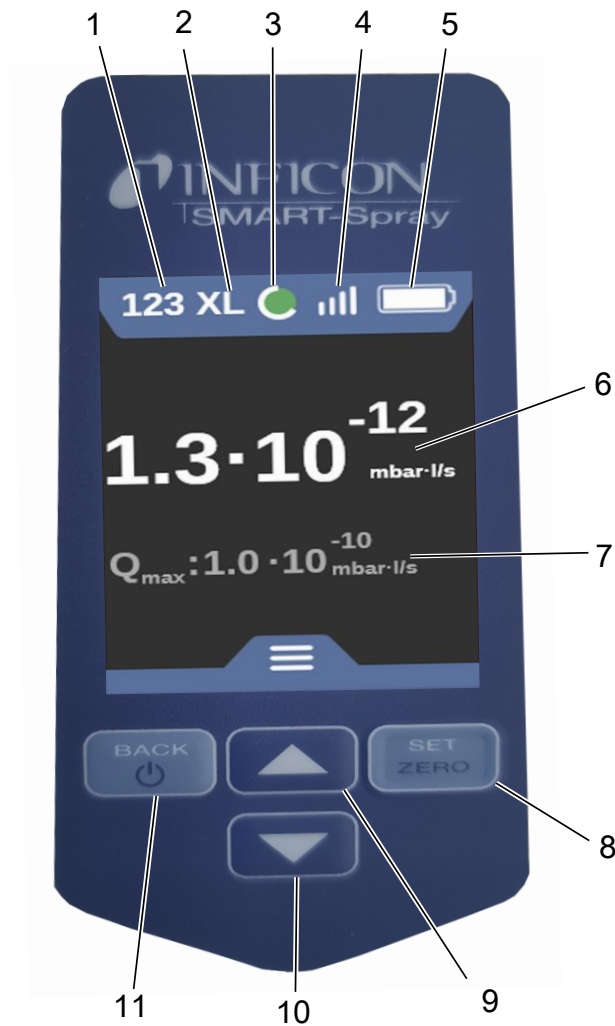 1 2 3 4 5
INFICON
SMART-Spray
123 XL
1.3·10⁻¹² mbar·l/s
6
Qmax:1.0·10⁻¹⁰ mbar·l/s
7
BACK
SET
ZERO
8
11 10 9